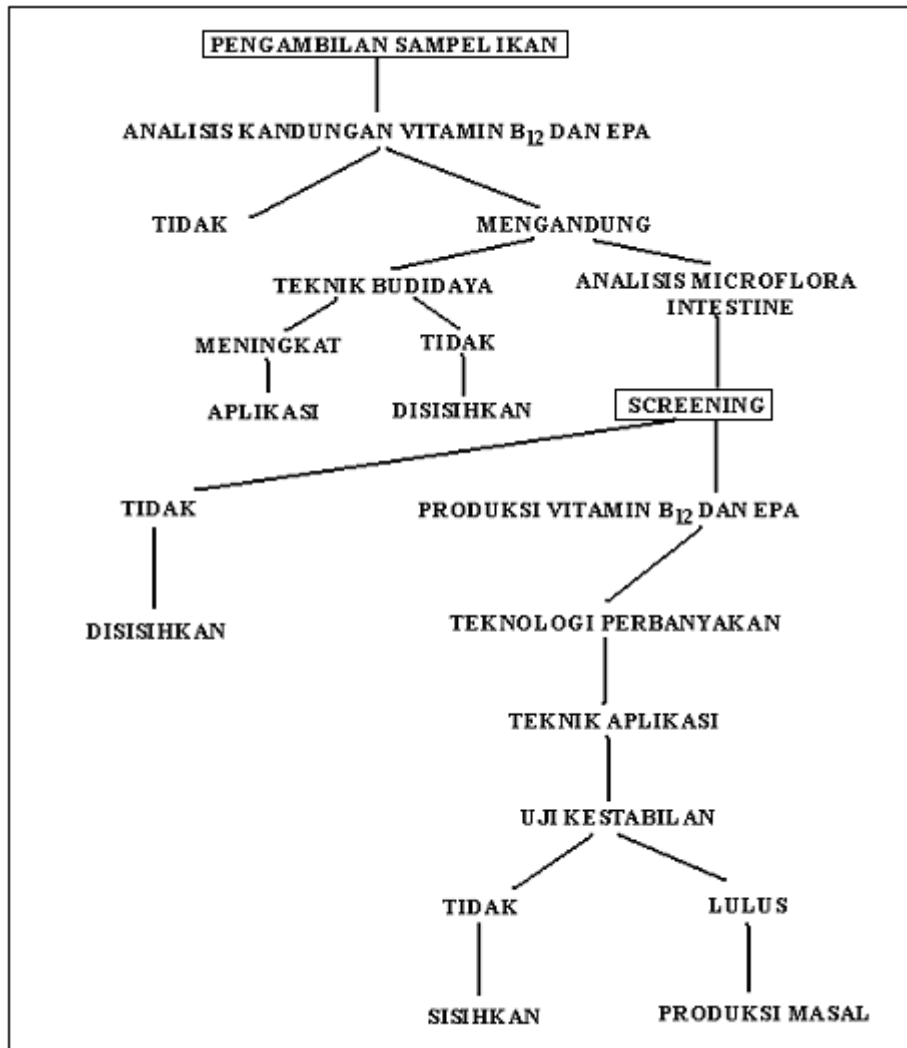 PENGAMBILAN SAMPEL IKAN
ANALISIS KANDUNGAN VITAMIN B12 DAN EPA
TIDAK
MENGANDUNG
TEKNIK BUDIDAYA
ANALISIS MICROFLORA
INTESTINE
MENINGKAT
TIDAK
APLIKASI
DISISIHKAN
SCREENING
TIDAK
PRODUKSI VITAMIN B12 DAN EPA
DISISIHKAN
TEKNOLOGI PERBANYAKAN
TEKNIK APLIKASI
UJI KESTABILAN
TIDAK
LULUS
SISIHKAN
PRODUKSI MASAL